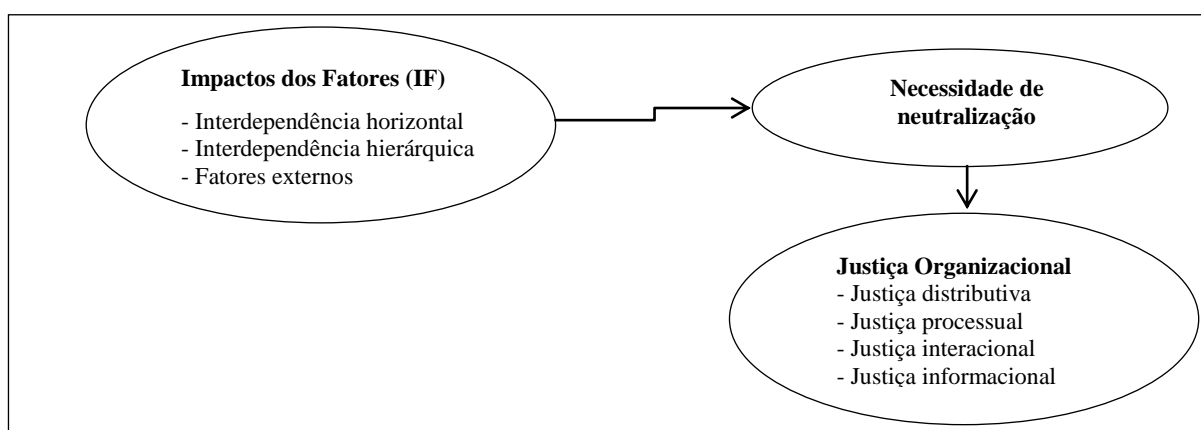 Impactos dos Fatores (IF)
- Interdependência horizontal
- Interdependência hierárquica
- Fatores externos
Necessidade de
neutralização
Justiça Organizacional
- Justiça distributiva
- Justiça processual
- Justiça interacional
- Justiça informacional